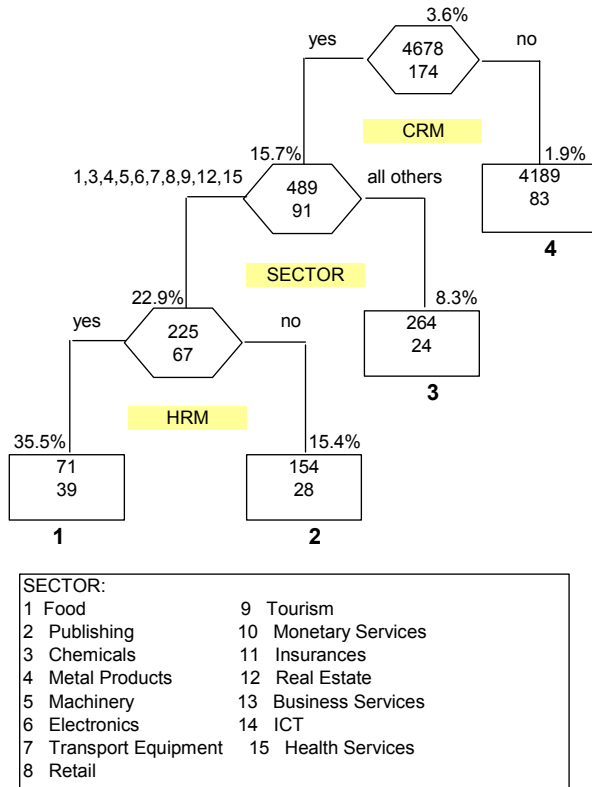 3.6%
yes
4678
174
no
CRM
15.7%
1,3,4,5,6,7,8,9,12,15
489
91
all others
1.9%
4189
83
4
SECTOR
22.9%
yes
225
67
no
8.3%
264
24
3
HRM
35.5%
71
39
1
15.4%
154
28
2
SECTOR:
1 Food 9 Tourism
2 Publishing 10 Monetary Services
3 Chemicals 11 Insurances
4 Metal Products 12 Real Estate
5 Machinery 13 Business Services
6 Electronics 14 ICT
7 Transport Equipment 15 Health Services
8 Retail